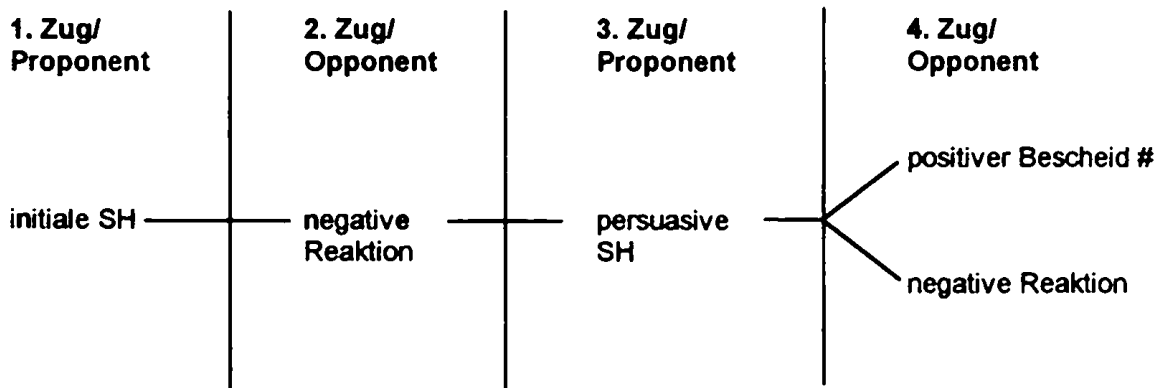 1. Zug/
Proponent
2. Zug/
Opponent
3. Zug/
Proponent
4. Zug/
Opponent
positiver Bescheid #
initiale SH
negative
Reaktion
persuasive
SH
negative Reaktion